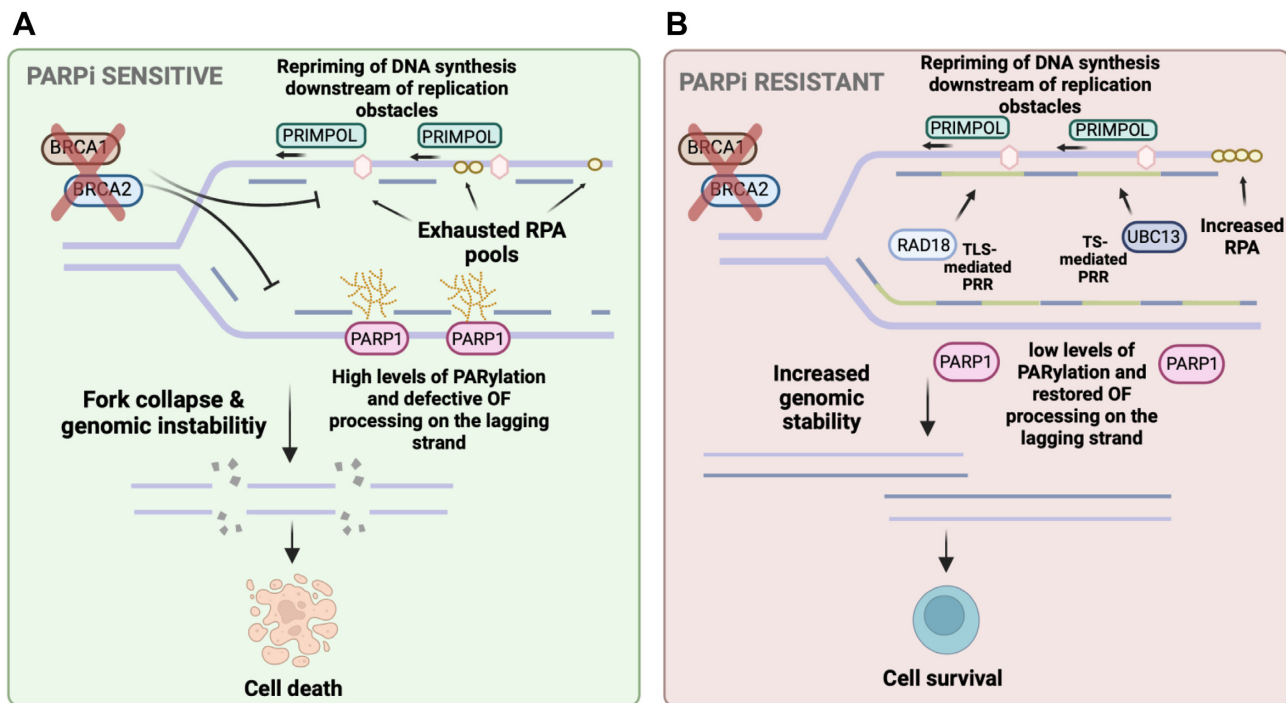 A
PARPi SENSITIVE
Repriming of DNA synthesis
downstream of replication
obstacles
BRCA1
BRCA2
PRIMPOL
PRIMPOL
Exhausted RPA
pools
PARP1
PARP1
High levels of PARylation
and defective OF
processing on the lagging
strand
Fork collapse &
genomic instabilitiy
Cell death
B
PARPi RESISTANT
Repriming of DNA synthesis
downstream of replication
obstacles
BRCA1
BRCA2
PRIMPOL
PRIMPOL
RAD18
TLS-
mediated
PRR
TS-
mediated
PRR
UBC13
Increased
RPA
PARP1
PARP1
low levels of
PARylation and
restored OF
processing on the
lagging strand
Increased
genomic
stability
Cell survival